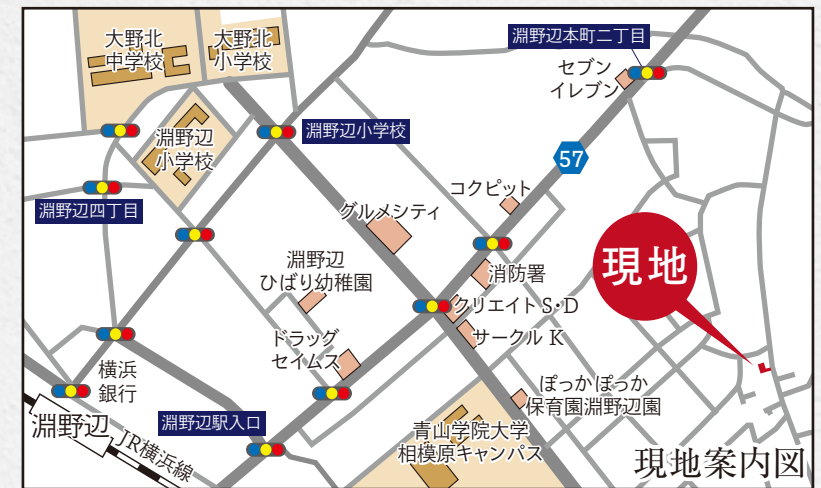 大野北
中学校
大野北
小学校
淵野辺本町二丁目
セブン
イレブン
淵野辺
小学校
淵野辺小学校
57
淵野辺四丁目
コクピット
グルメシティ
現地
淵野辺
ひばり幼稚園
消防署
クリエイト S・D
サークル K
ドラッグ
セイムス
横浜
銀行
ぽっかぽっか
保育園淵野辺園
淵野辺
淵野辺駅入口
JR横浜線
青山学院大学
相模原キャンパス
現地案内図